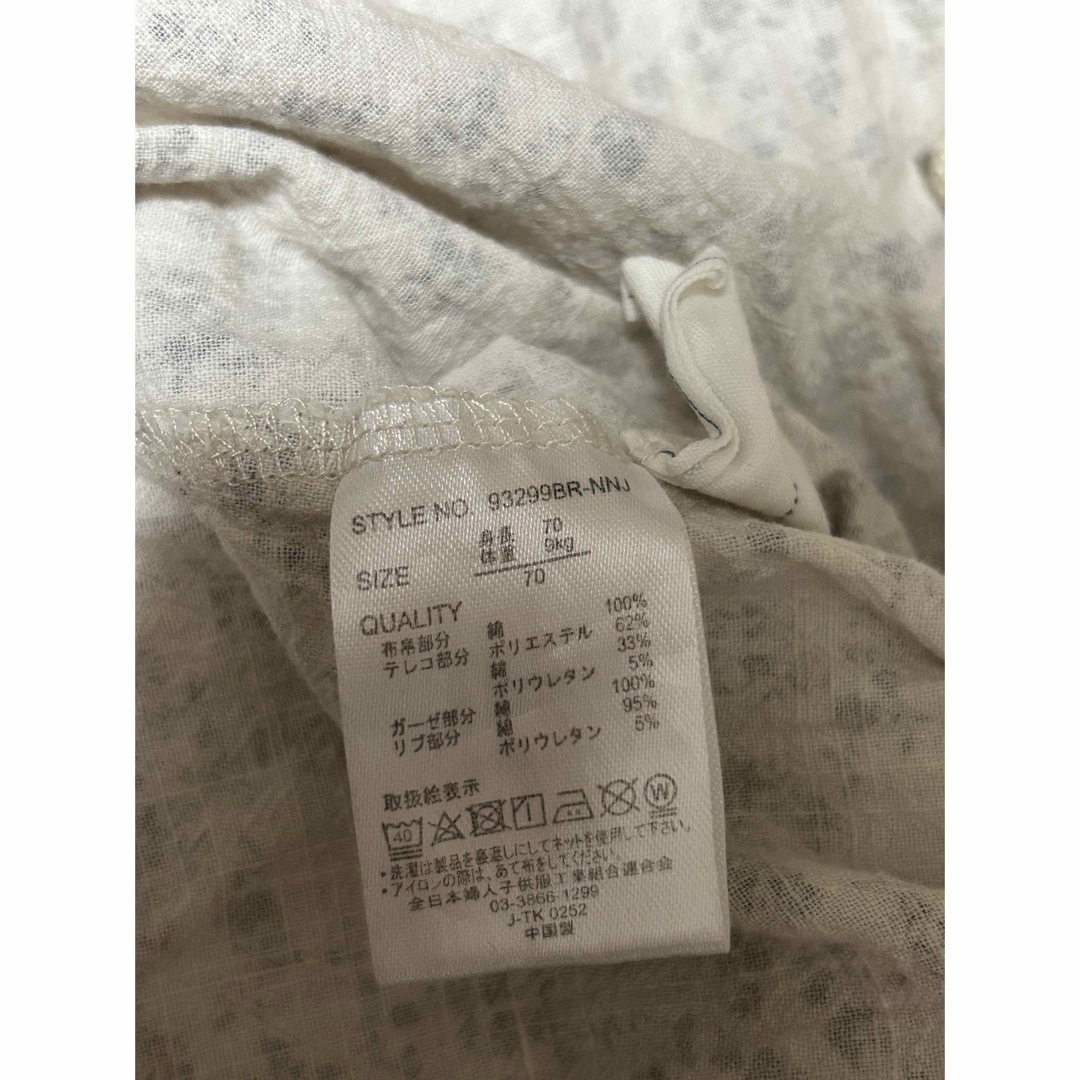 STYLE NO. 93299BR-NNJ
身長 70
体重 9kg
SIZE 70
QUALITY
布帛部分 綿 100%
テレコ部分 ポリエステル 62%
綿 33%
ポリウレタン 5%
ガーゼ部分 綿 100%
リブ部分 綿 95%
ポリウレタン 5%
取扱絵表示
40 W
・洗濯は製品を裏返しにしてネットを使用して下さい。
・アイロンの際は、あて布をしてください。
全日本婦人子供服工業組合連合会
03-3866-1299
J-TK 0252
中国製